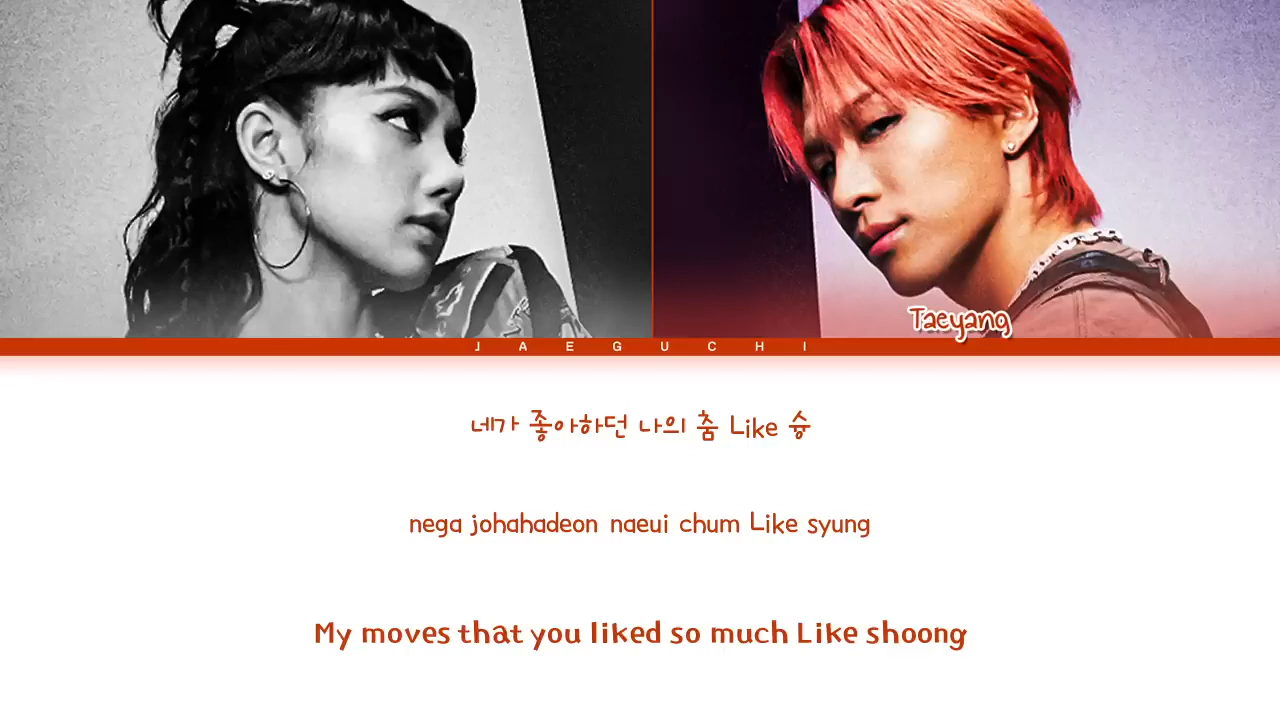 Taeyang
JAEGUCHI
네가 좋아하던 나의 춤 Like 슝
nega johahadeon naeui chum Like syung
My moves that you liked so much Like shoong